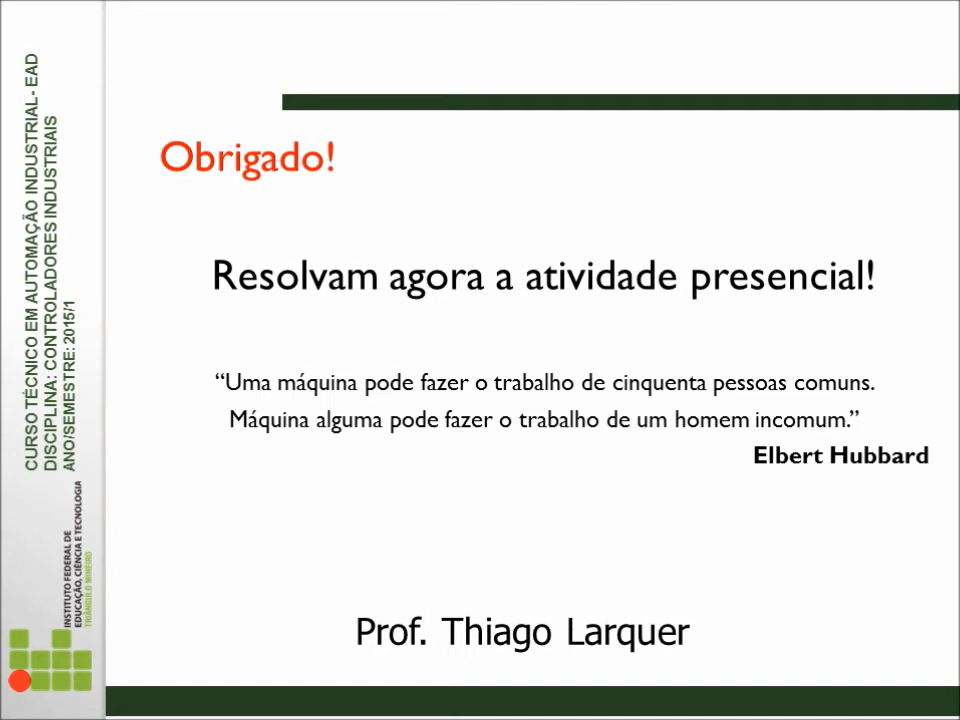 CURSO TÉCNICO EM AUTOMAÇÃO INDUSTRIAL- EAD
DISCIPLINA: CONTROLADORES INDUSTRIAIS
ANO/SEMESTRE: 2015/1
INSTITUTO FEDERAL DE
EDUCAÇÃO, CIÊNCIA E TECNOLOGIA
TRIÂNGULO MINEIRO
Obrigado!
Resolvam agora a atividade presencial!
“Uma máquina pode fazer o trabalho de cinquenta pessoas comuns.
Máquina alguma pode fazer o trabalho de um homem incomum.”
Elbert Hubbard
Prof. Thiago Larquer